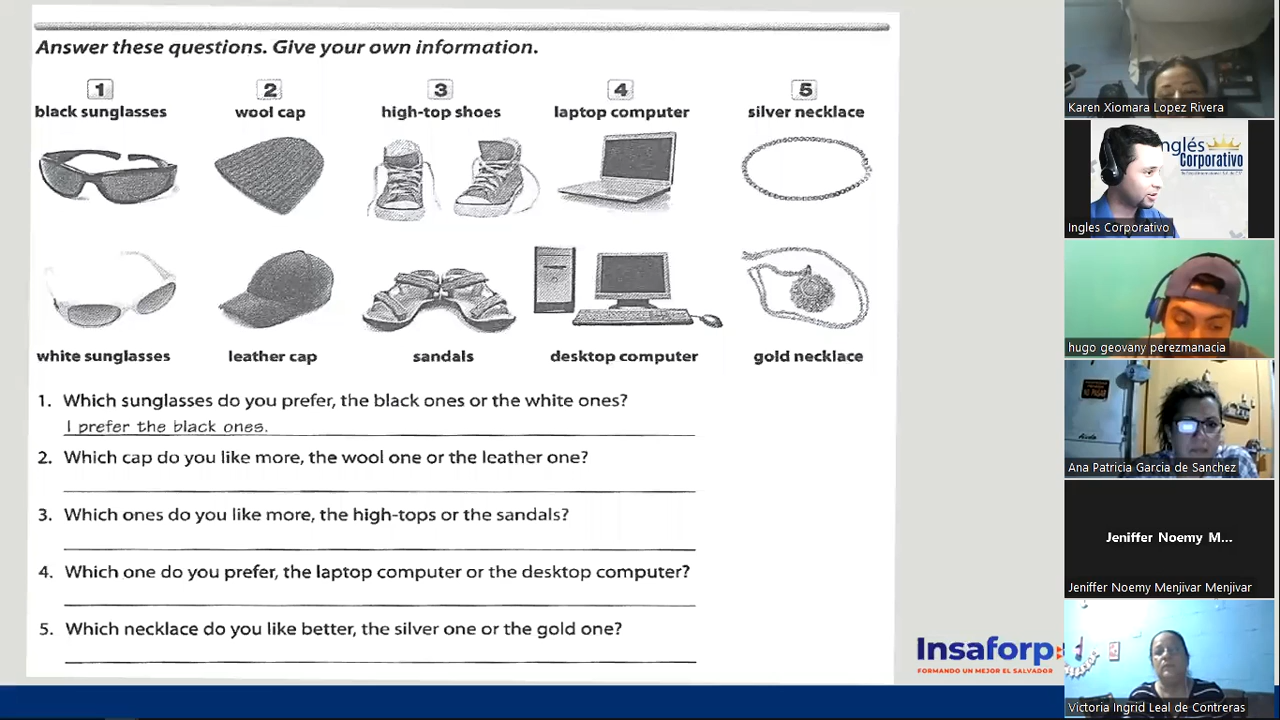 Answer these questions. Give your own information.
1 2 3 4 5
black sunglasses wool cap high-top shoes laptop computer silver necklace
white sunglasses leather cap sandals desktop computer gold necklace
1. Which sunglasses do you prefer, the black ones or the white ones?
I prefer the black ones.
2. Which cap do you like more, the wool one or the leather one?
3. Which ones do you like more, the high-tops or the sandals?
4. Which one do you prefer, the laptop computer or the desktop computer?
5. Which necklace do you like better, the silver one or the gold one?
Insaforp
FORMANDO UN MEJOR EL SALVADOR
Karen Xiomara Lopez Rivera
Inglés
Corporativo
Ingles Corporativo
hugo geovany perezmanacia
Ana Patricia Garcia de Sanchez
Jeniffer Noemy M...
Jeniffer Noemy Menjivar Menjivar
Victoria Ingrid Leal de Contreras